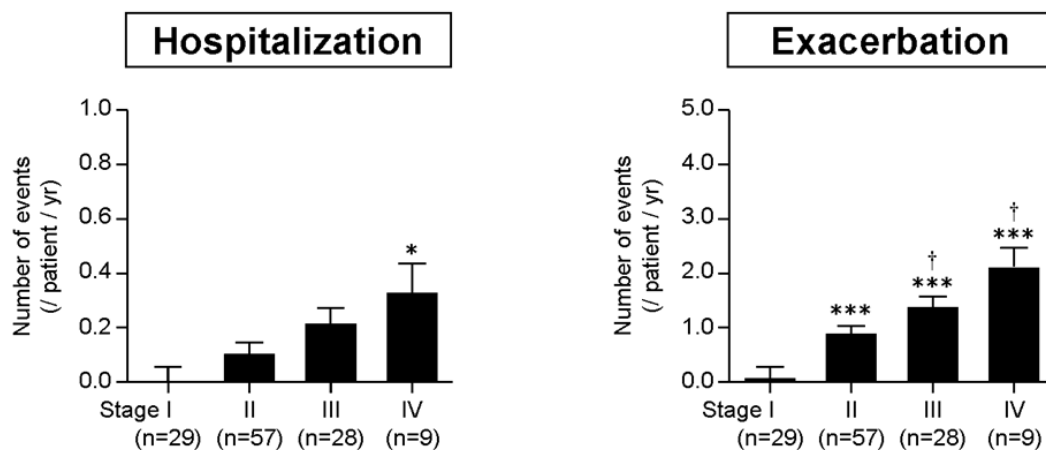 Hospitalization
Number of events
(/ patient / yr)
1.0
0.8
0.6
0.4
0.2
0.0
*
Stage I II III IV
(n=29) (n=57) (n=28) (n=9)
Exacerbation
Number of events
(/ patient / yr)
5.0
4.0
3.0
2.0
1.0
0.0
***
†
***
†
***
Stage I II III IV
(n=29) (n=57) (n=28) (n=9)